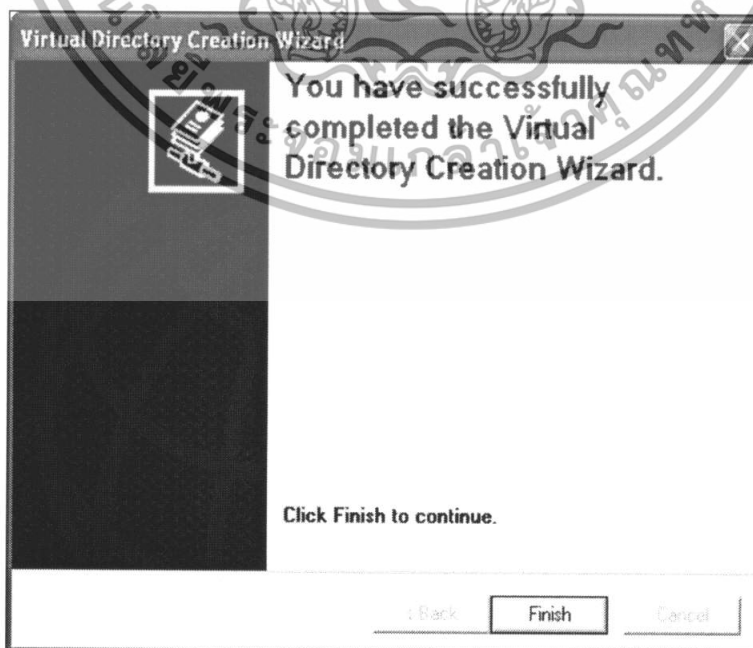 Virtual Directory Creation Wizard
You have successfully
completed the Virtual
Directory Creation Wizard.
Click Finish to continue.
< Back
Finish
Cancel